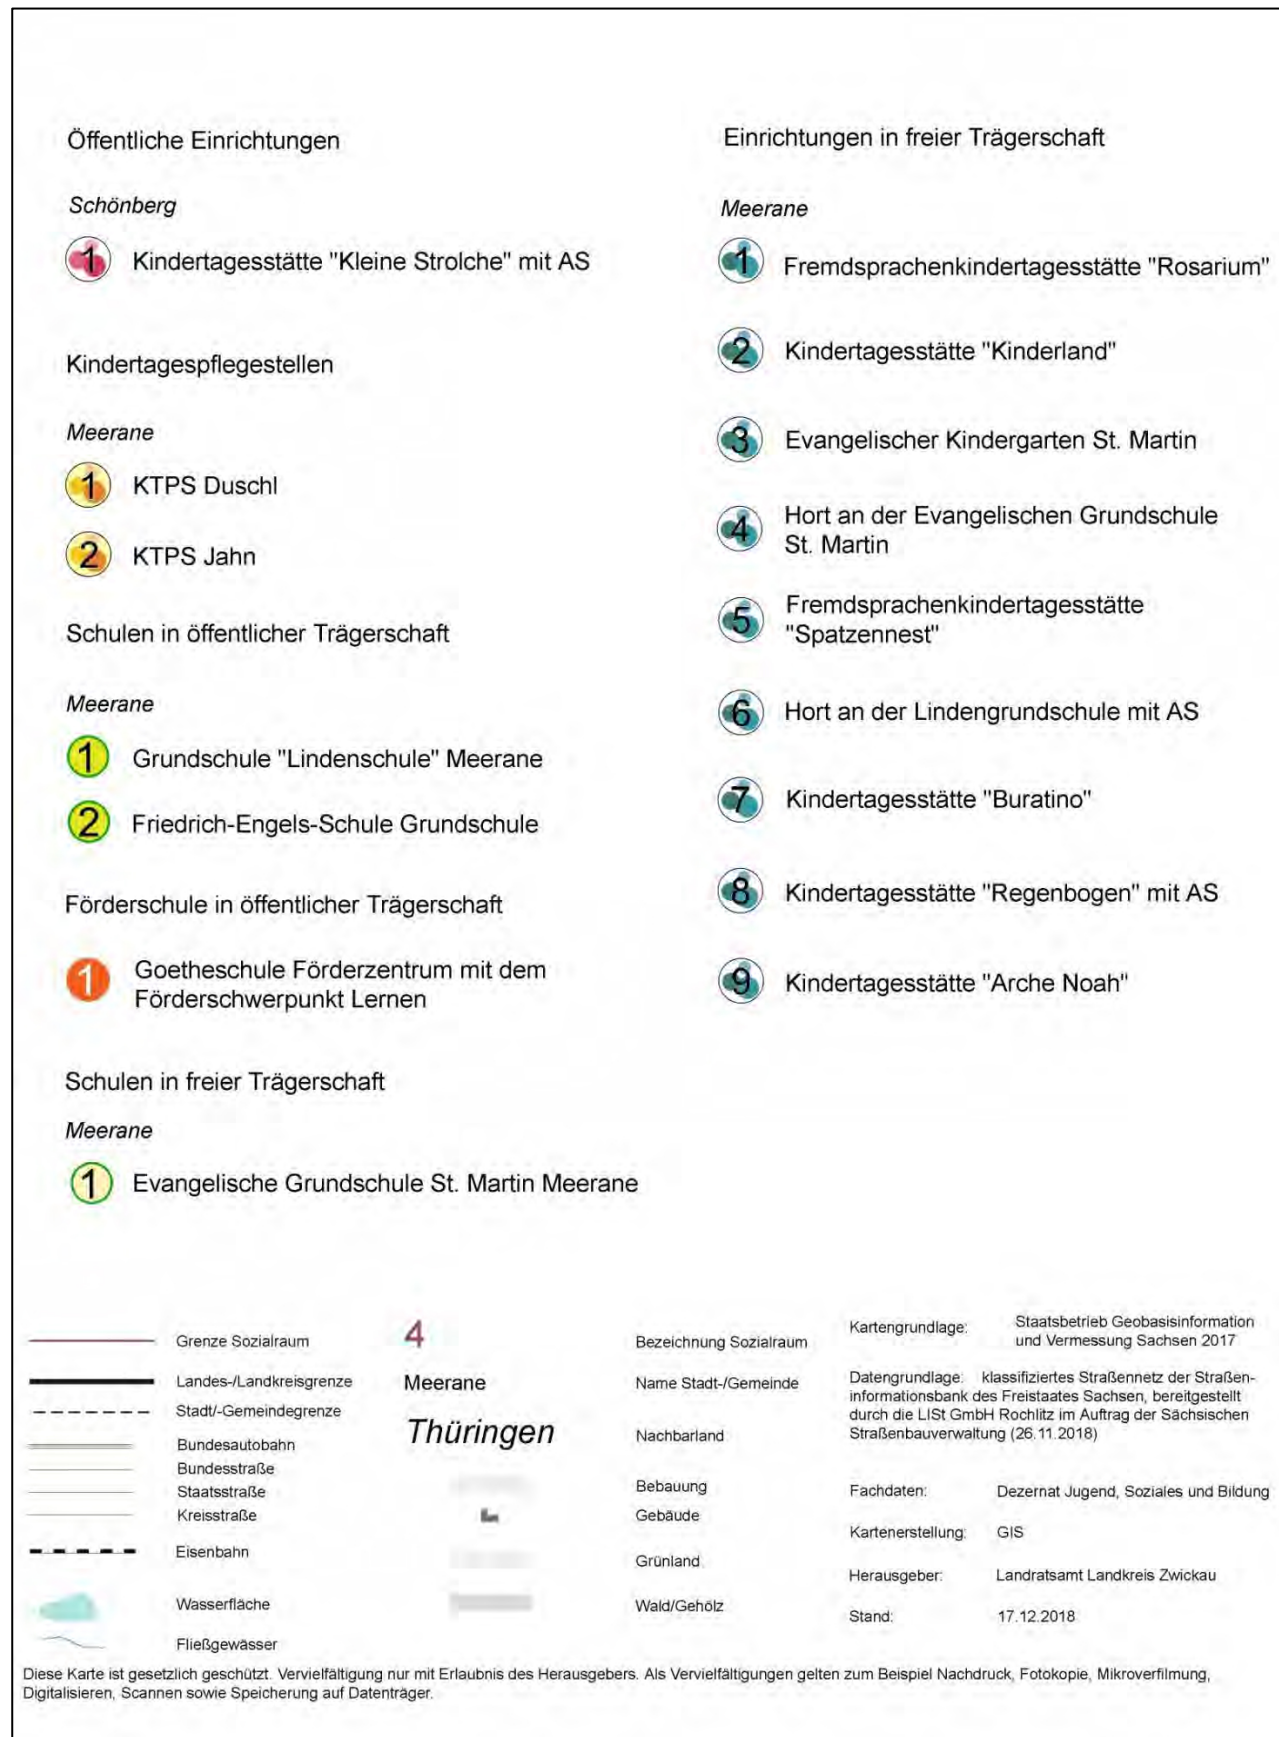 Öffentliche Einrichtungen
Schönberg
1 Kindertagesstätte "Kleine Strolche" mit AS
Kindertagespflegestellen
Meerane
1 KTPS Duschl
2 KTPS Jahn
Schulen in öffentlicher Trägerschaft
Meerane
1 Grundschule "Lindenschule" Meerane
2 Friedrich-Engels-Schule Grundschule
Förderschule in öffentlicher Trägerschaft
1 Goetheschule Förderzentrum mit dem
Förderschwerpunkt Lernen
Schulen in freier Trägerschaft
Meerane
1 Evangelische Grundschule St. Martin Meerane
Einrichtungen in freier Trägerschaft
Meerane
1 Fremdsprachenkindertagesstätte "Rosarium"
2 Kindertagesstätte "Kinderland"
3 Evangelischer Kindergarten St. Martin
4 Hort an der Evangelischen Grundschule
St. Martin
5 Fremdsprachenkindertagesstätte
"Spatzennest"
6 Hort an der Lindengrundschule mit AS
7 Kindertagesstätte "Buratino"
8 Kindertagesstätte "Regenbogen" mit AS
9 Kindertagesstätte "Arche Noah"
Grenze Sozialraum
Landes-/Landkreisgrenze
Stadt/-Gemeindegrenze
Bundesautobahn
Bundesstraße
Staatsstraße
Kreisstraße
Eisenbahn
Wasserfläche
Fließgewässer
4 Bezeichnung Sozialraum
Meerane Name Stadt-/Gemeinde
Thüringen Nachbarland
Bebauung
Gebäude
Grünland
Wald/Gehölz
Kartengrundlage: Staatsbetrieb Geobasisinformation
und Vermessung Sachsen 2017
Datengrundlage: klassifiziertes Straßennetz der Straßen-
informationsbank des Freistaates Sachsen, bereitgestellt
durch die LISt GmbH Rochlitz im Auftrag der Sächsischen
Straßenbauverwaltung (26.11.2018)
Fachdaten: Dezernat Jugend, Soziales und Bildung
Kartenerstellung: GIS
Herausgeber: Landratsamt Landkreis Zwickau
Stand: 17.12.2018
Diese Karte ist gesetzlich geschützt. Vervielfältigung nur mit Erlaubnis des Herausgebers. Als Vervielfältigungen gelten zum Beispiel Nachdruck, Fotokopie, Mikroverfilmung,
Digitalisieren, Scannen sowie Speicherung auf Datenträger.